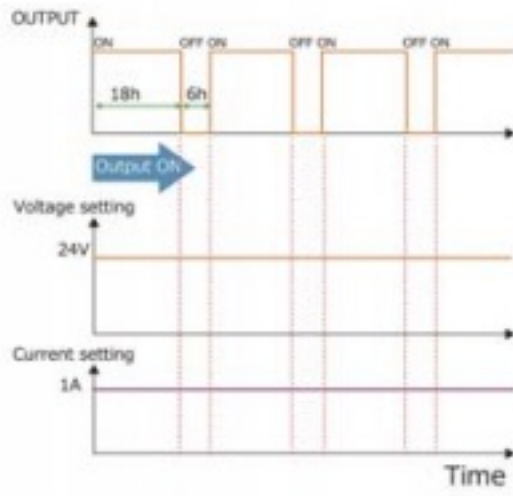 OUTPUT
ON OFF ON OFF ON OFF ON
18h 6h
Output ON
Voltage setting
24V
Current setting
1A
Time